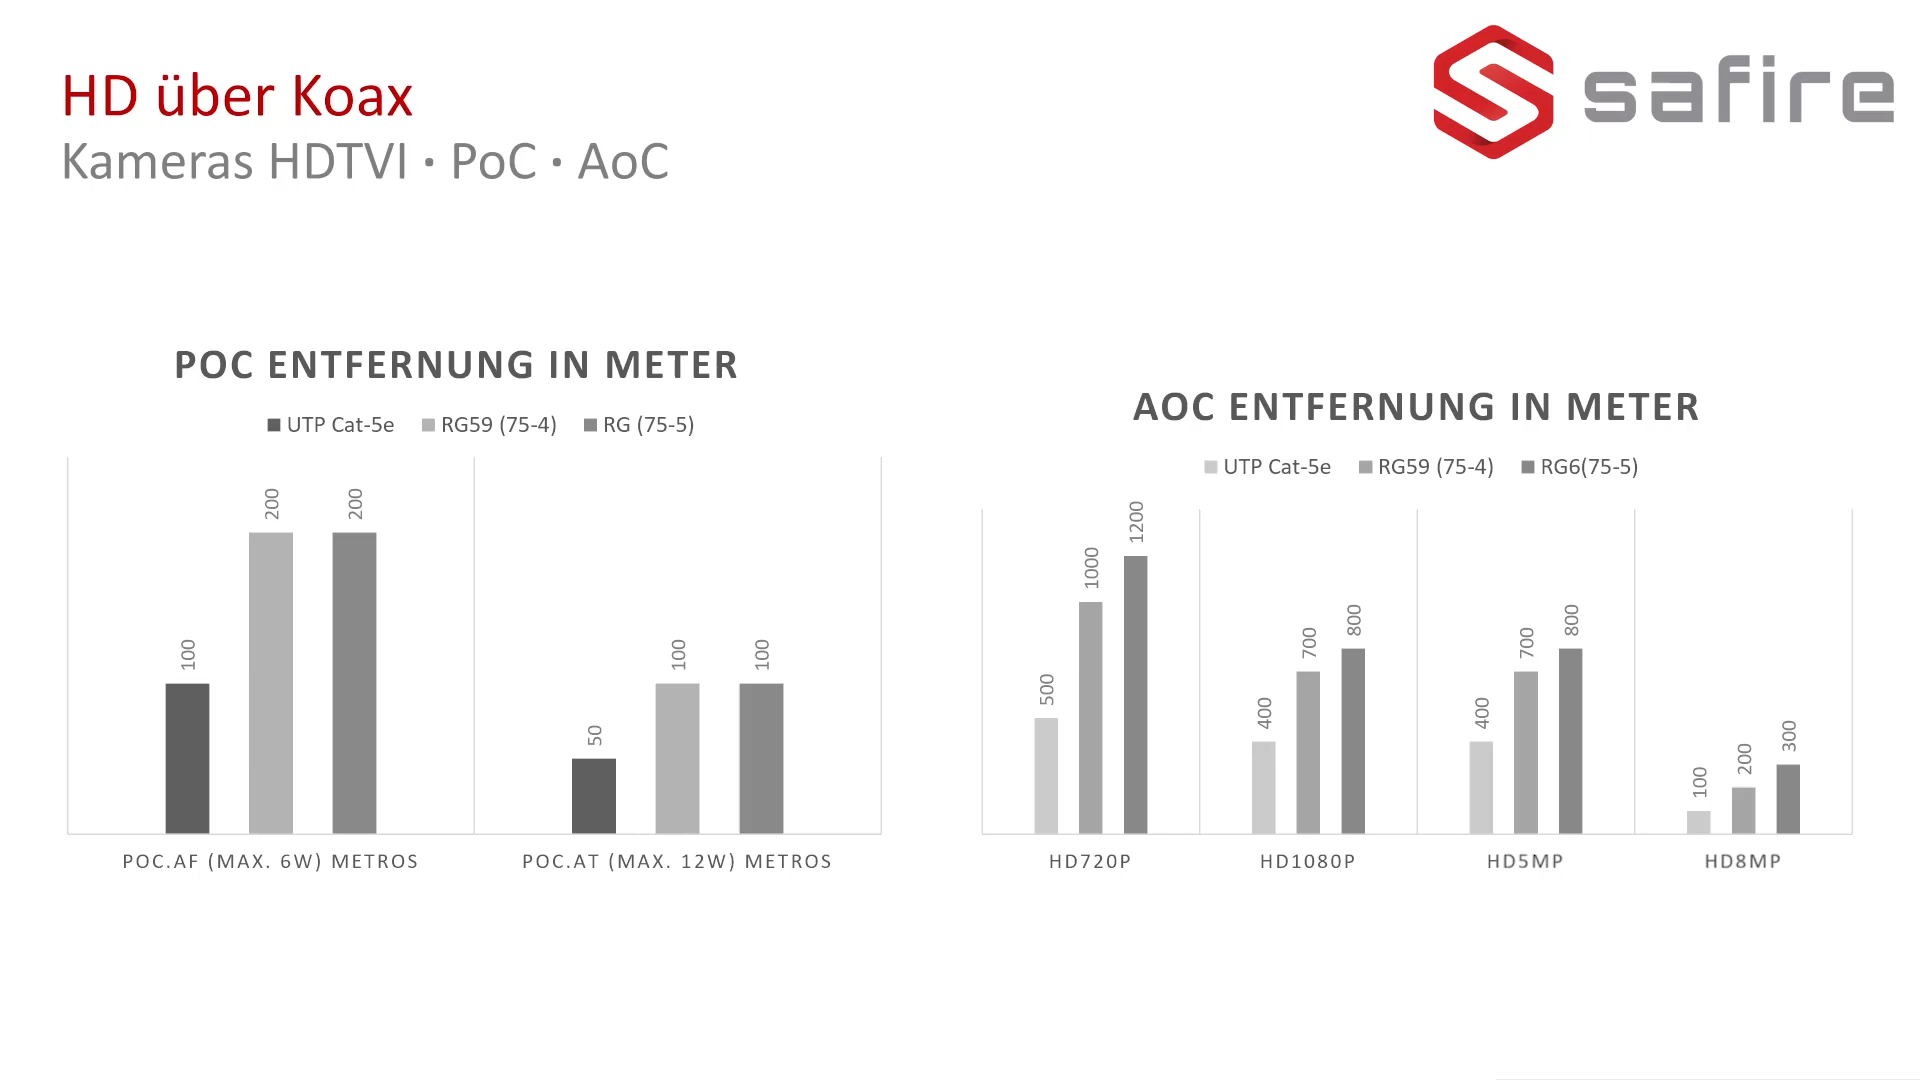 HD über Koax
Kameras HDTVI · PoC · AoC
safire
POC ENTFERNUNG IN METER
UTP Cat-5e RG59 (75-4) RG (75-5)
100 200 200 50 100 100
POC.AF (MAX. 6W) METROS POC.AT (MAX. 12W) METROS
AOC ENTFERNUNG IN METER
UTP Cat-5e RG59 (75-4) RG6(75-5)
500 1000 1200 400 700 800 400 700 800 100 200 300
HD720P HD1080P HD5MP HD8MP